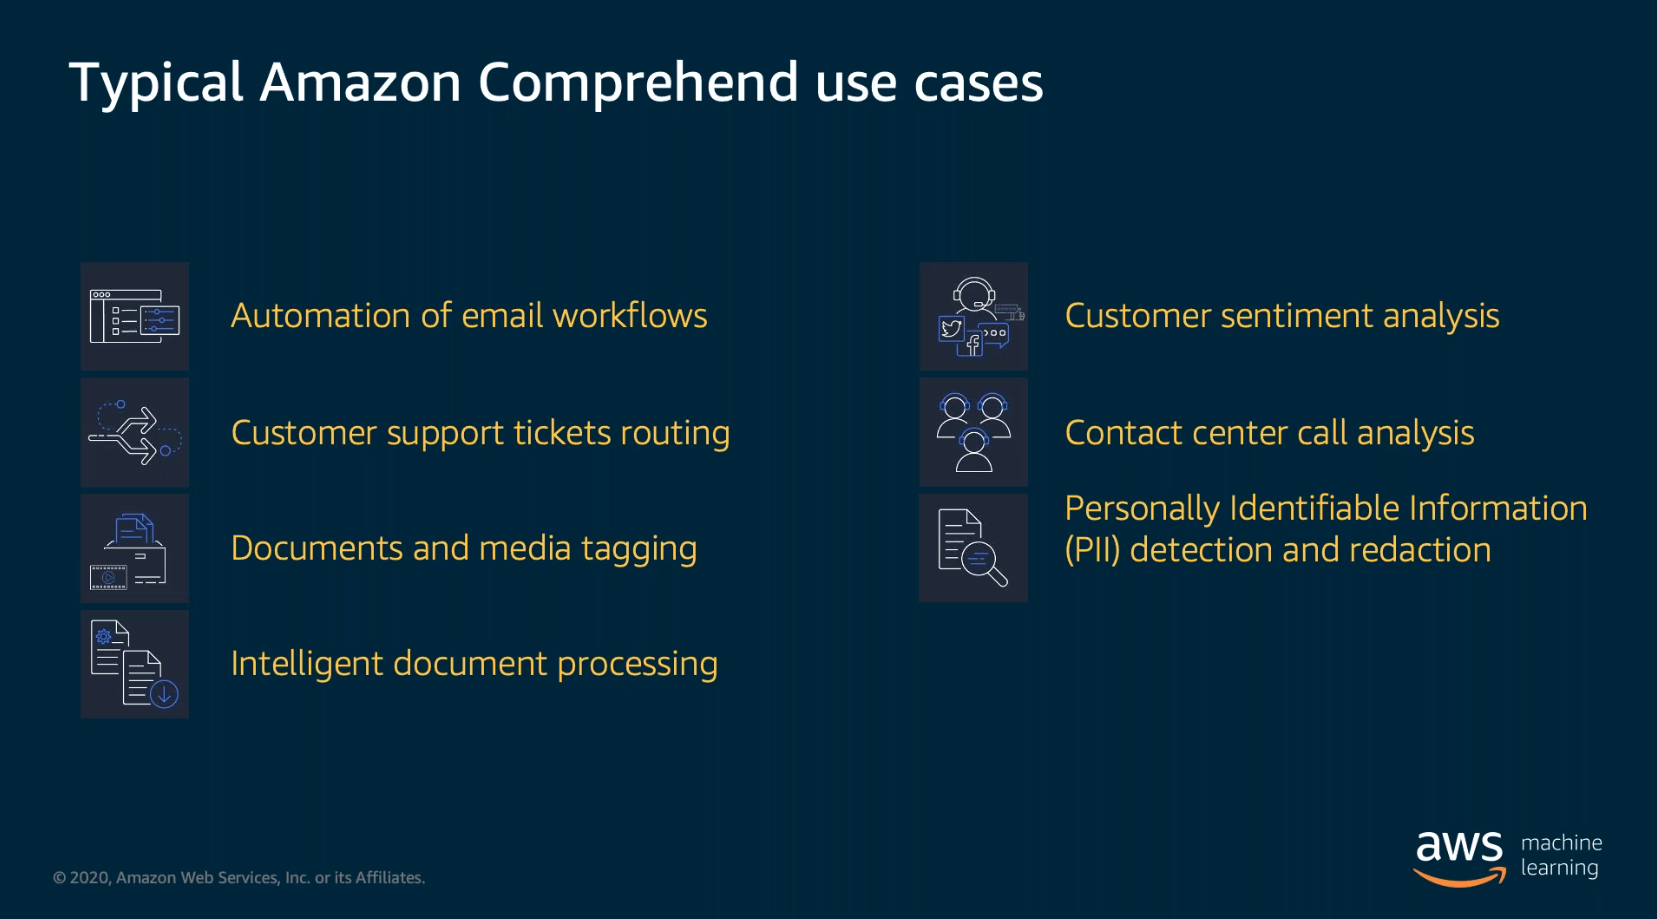 Typical Amazon Comprehend use cases
Automation of email workflows
Customer support tickets routing
Documents and media tagging
Intelligent document processing
Customer sentiment analysis
Contact center call analysis
Personally Identifiable Information
(PII) detection and redaction
© 2020, Amazon Web Services, Inc. or its Affiliates.
aws machine
learning